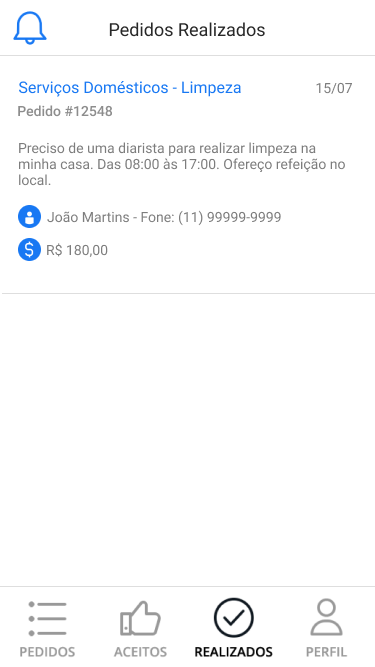 Pedidos Realizados
Serviços Domésticos - Limpeza 15/07
Pedido #12548
Preciso de uma diarista para realizar limpeza na
minha casa. Das 08:00 às 17:00. Ofereço refeição no
local.
João Martins - Fone: (11) 99999-9999
$ R$ 180,00
PEDIDOS ACEITOS REALIZADOS PERFIL